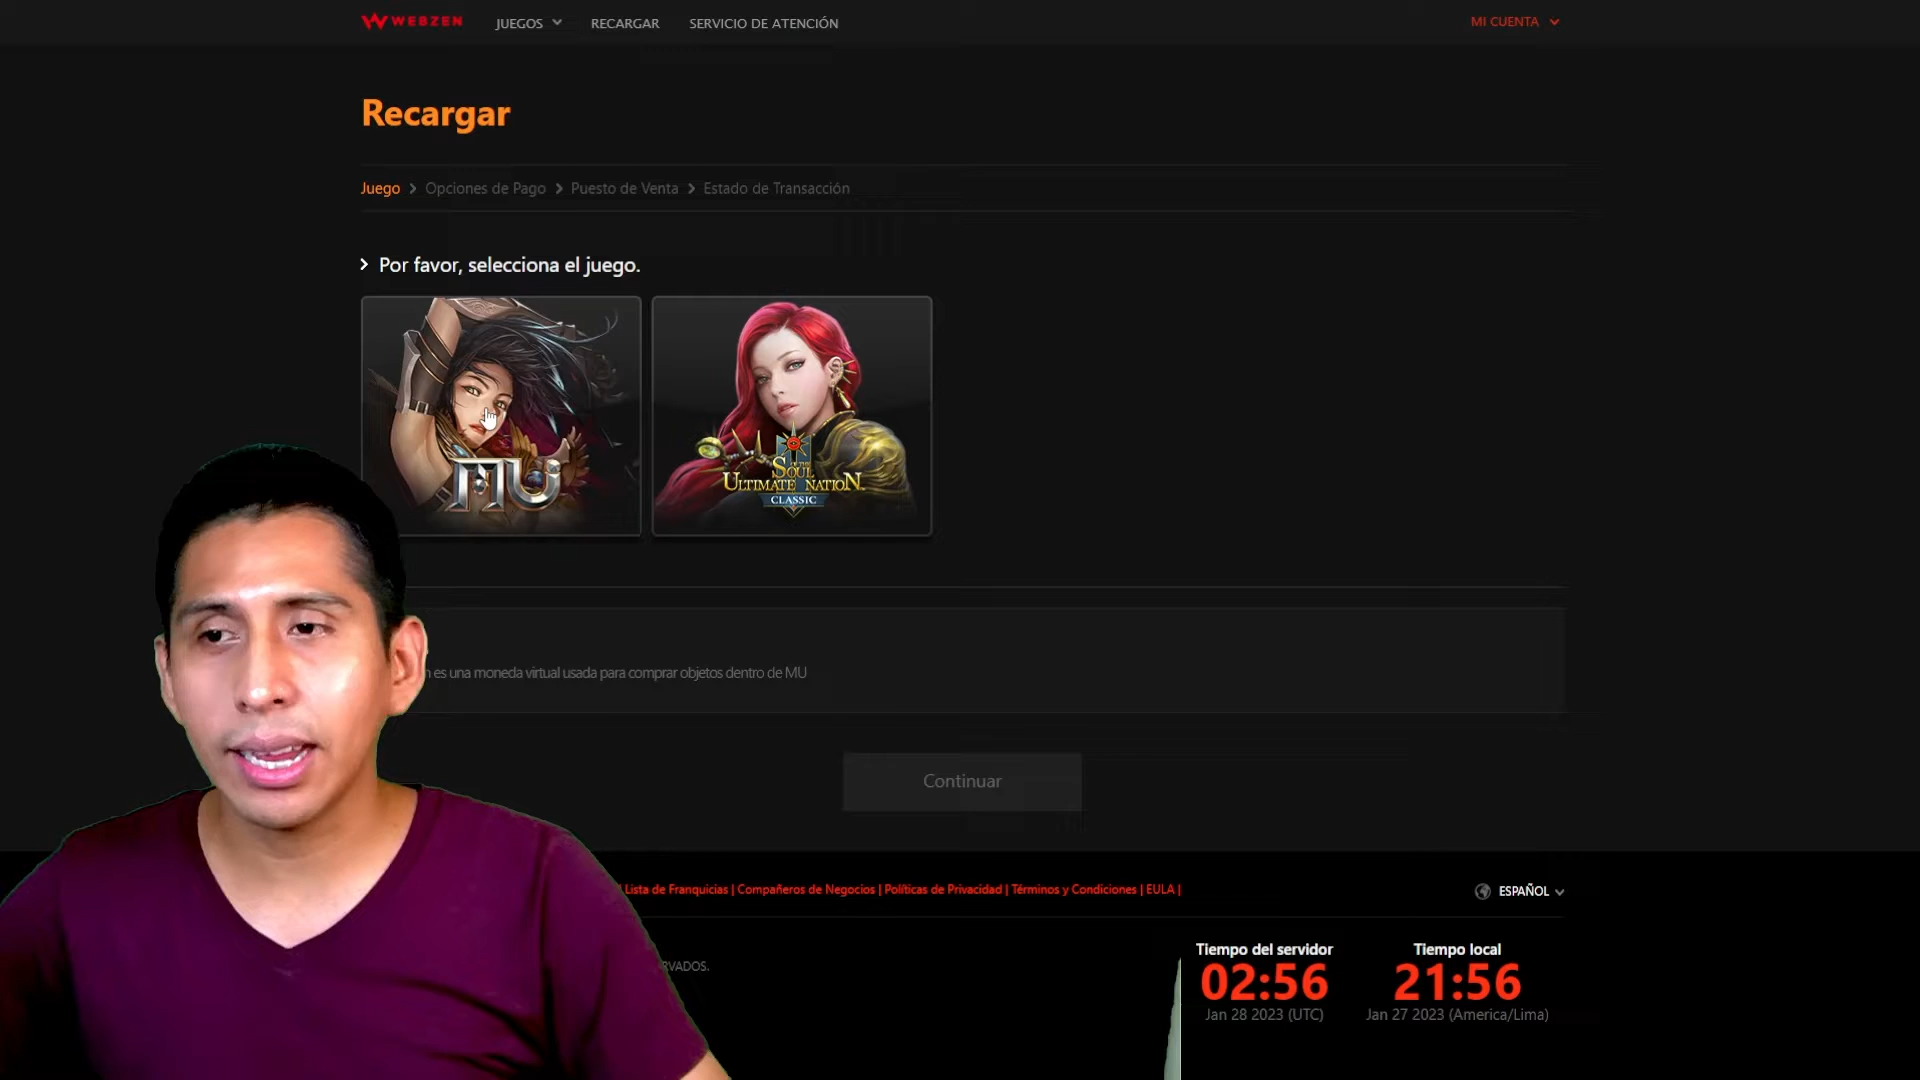 WEBZEN
JUEGOS RECARGAR SERVICIO DE ATENCIÓN
MI CUENTA
Recargar
Juego > Opciones de Pago > Puesto de Venta > Estado de Transacción
> Por favor, selecciona el juego.
MU
SOUL
OF THE
ULTIMATE NATION
CLASSIC
es una moneda virtual usada para comprar objetos dentro de MU
Continuar
| Lista de Franquicias | Compañeros de Negocios | Políticas de Privacidad | Términos y Condiciones | EULA |
ESPAÑOL
RVADOS.
Tiempo del servidor
02:56
Jan 28 2023 (UTC)
Tiempo local
21:56
Jan 27 2023 (America/Lima)